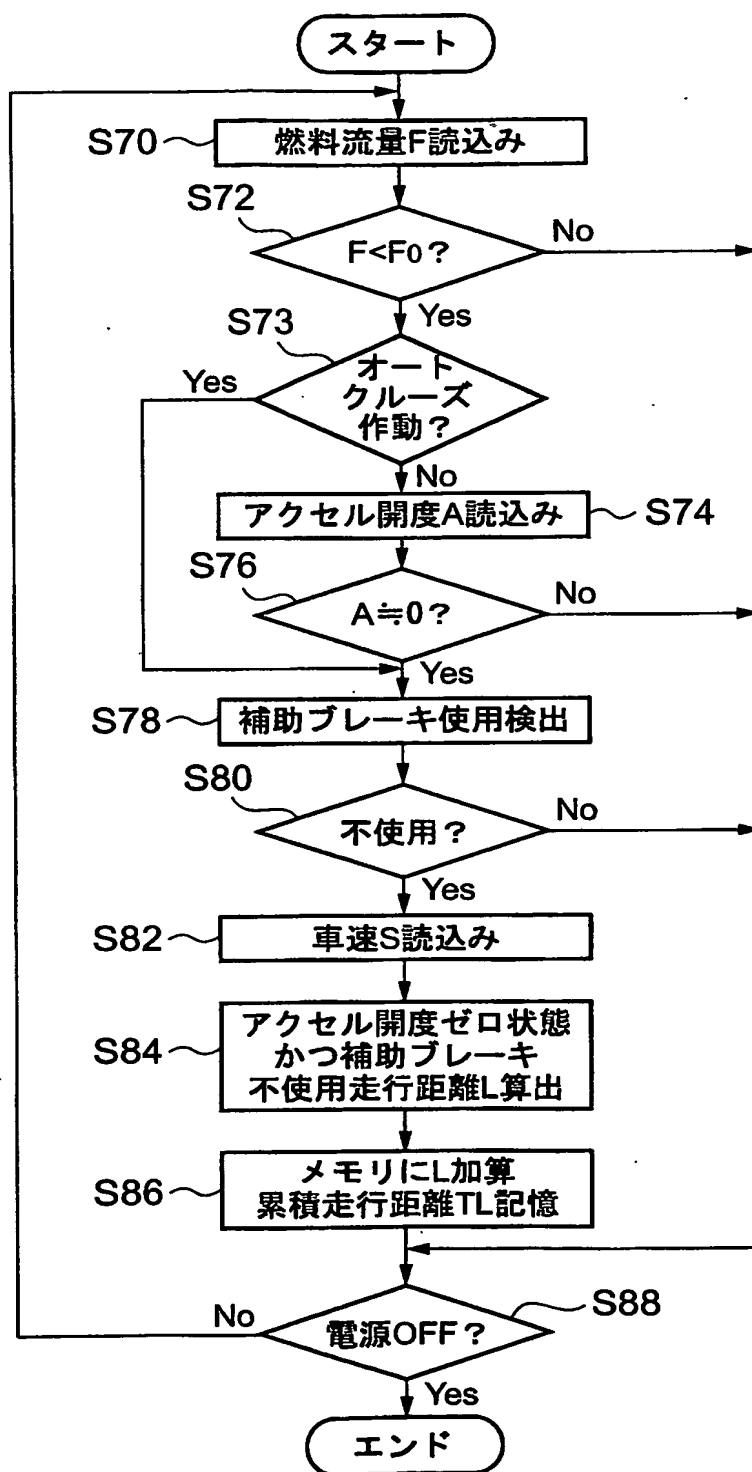 スタート
S70
燃料流量F読込み
S72
F<F0?
No
Yes
S73
オート
クルーズ
作動?
Yes
No
アクセル開度A読込み
S74
S76
A≒0?
No
Yes
S78
補助ブレーキ使用検出
S80
不使用?
No
Yes
S82
車速S読込み
S84
アクセル開度ゼロ状態
かつ補助ブレーキ
不使用走行距離L算出
S86
メモリにL加算
累積走行距離TL記憶
S88
No
電源OFF?
Yes
エンド